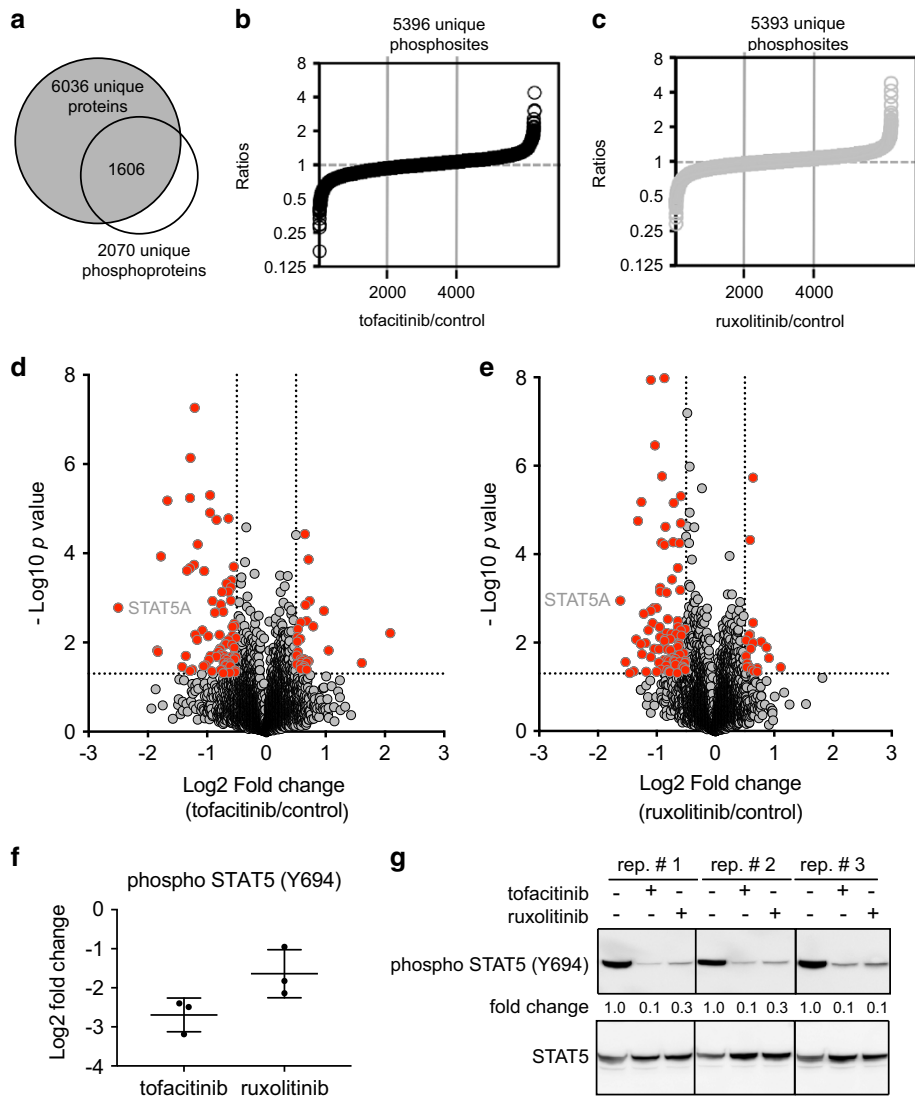 a
6036 unique
proteins
1606
2070 unique
phosphoproteins
b
5396 unique
phosphosites
Ratios
8
4
2
1
0.5
0.25
0.125
2000 4000
tofacitinib/control
c
5393 unique
phosphosites
Ratios
8
4
2
1
0.5
0.25
0.125
2000 4000
ruxolitinib/control
d
- Log10 p value
8
6
4
2
0
STAT5A
-3 -2 -1 0 1 2 3
Log2 Fold change
(tofacitinib/control)
e
- Log10 p value
8
6
4
2
0
STAT5A
-3 -2 -1 0 1 2 3
Log2 Fold change
(ruxolitinib/control)
f
phospho STAT5 (Y694)
Log2 fold change
0
-1
-2
-3
-4
tofacitinib ruxolitinib
g
rep. # 1 rep. # 2 rep. # 3
tofacitinib - + - - + - - + -
ruxolitinib - - + - - + - - +
phospho STAT5 (Y694)
fold change 1.0 0.1 0.3 1.0 0.1 0.3 1.0 0.1 0.1
STAT5